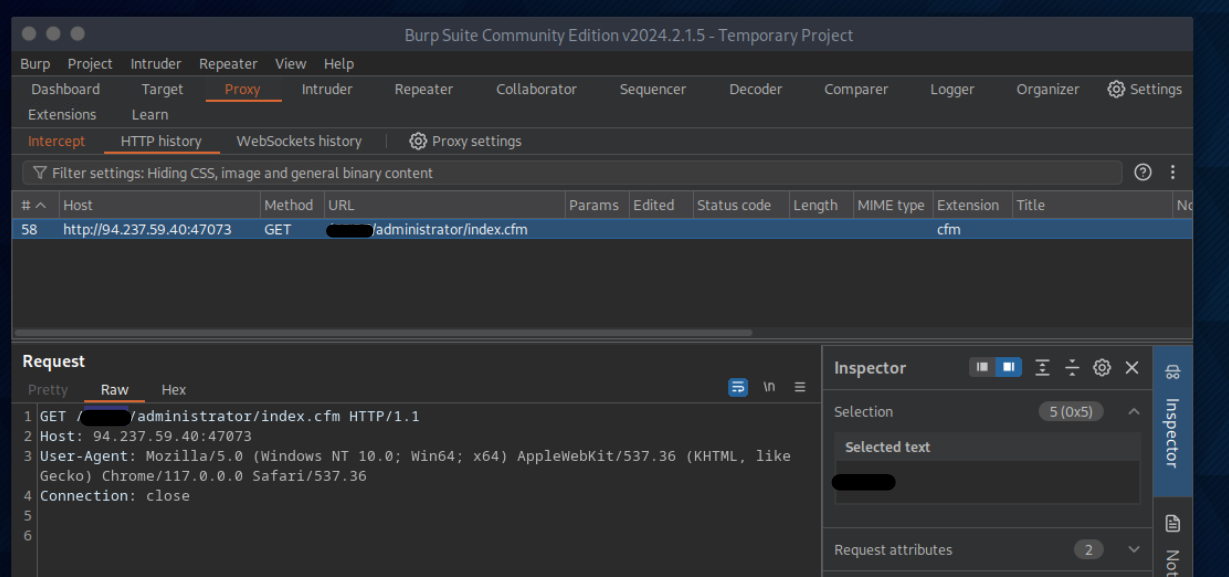 Burp Suite Community Edition v2024.2.1.5 - Temporary Project
Burp Project Intruder Repeater View Help
Dashboard Target Proxy Intruder Repeater Collaborator Sequencer Decoder Comparer Logger Organizer Settings
Extensions Learn
Intercept HTTP history WebSockets history Proxy settings
Filter settings: Hiding CSS, image and general binary content
# Host Method URL Params Edited Status code Length MIME type Extension Title No
58 http://94.237.59.40:47073 GET /administrator/index.cfm cfm
Request
Pretty Raw Hex \n
1 GET / /administrator/index.cfm HTTP/1.1
2 Host: 94.237.59.40:47073
3 User-Agent: Mozilla/5.0 (Windows NT 10.0; Win64; x64) AppleWebKit/537.36 (KHTML, like
Gecko) Chrome/117.0.0.0 Safari/537.36
4 Connection: close
5
6
Inspector
Selection 5 (0x5)
Selected text
Request attributes 2
Inspector
Not